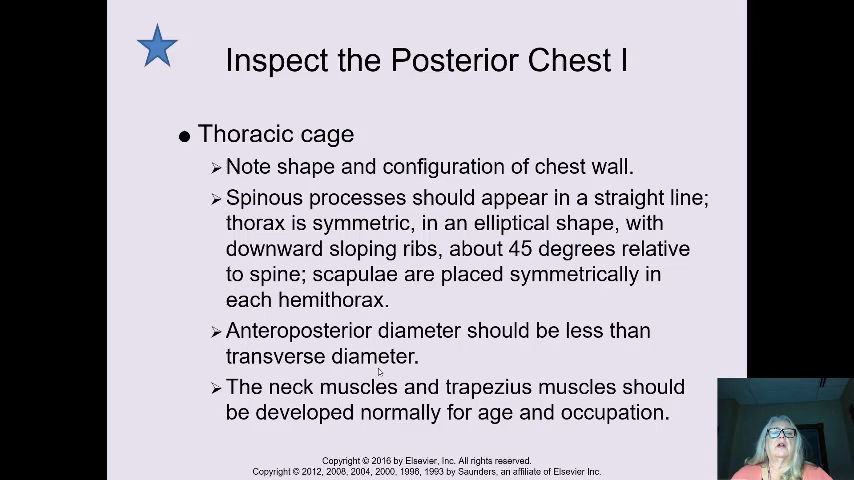 Inspect the Posterior Chest I
● Thoracic cage
➢ Note shape and configuration of chest wall.
➢ Spinous processes should appear in a straight line;
thorax is symmetric, in an elliptical shape, with
downward sloping ribs, about 45 degrees relative
to spine; scapulae are placed symmetrically in
each hemithorax.
➢ Anteroposterior diameter should be less than
transverse diameter.
➢ The neck muscles and trapezius muscles should
be developed normally for age and occupation.
Copyright © 2016 by Elsevier, Inc. All rights reserved.
Copyright © 2012, 2008, 2004, 2000, 1996, 1993 by Saunders, an affiliate of Elsevier Inc.